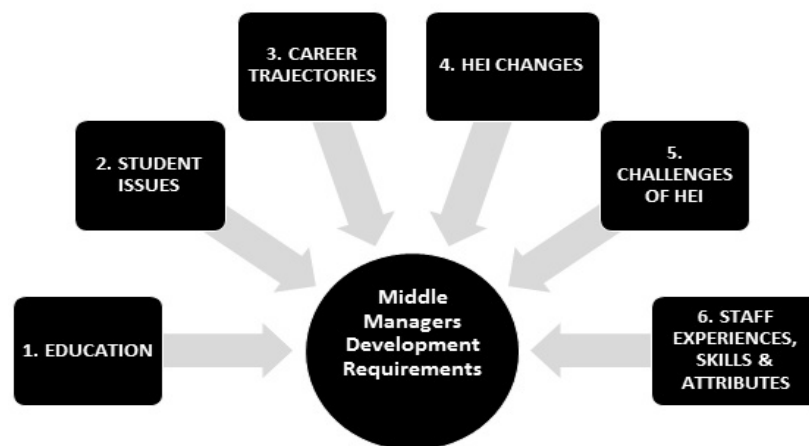 1. EDUCATION
2. STUDENT
ISSUES
3. CAREER
TRAJECTORIES
4. HEI CHANGES
5.
CHALLENGES
OF HEI
6. STAFF
EXPERIENCES,
SKILLS &
ATTRIBUTES
Middle
Managers
Development
Requirements